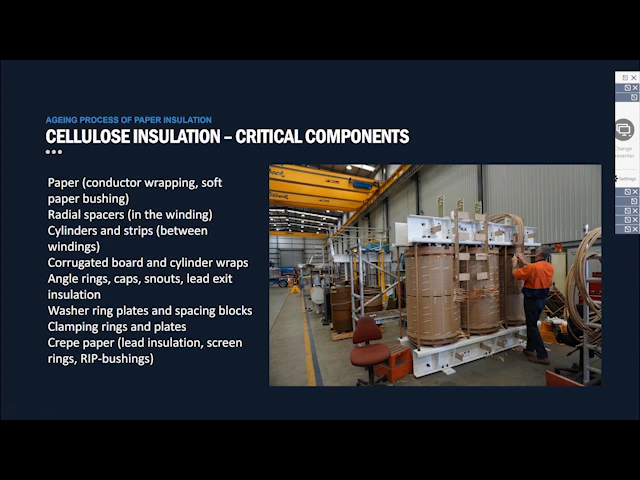 AGEING PROCESS OF PAPER INSULATION
CELLULOSE INSULATION – CRITICAL COMPONENTS
Paper (conductor wrapping, soft
paper bushing)
Radial spacers (in the winding)
Cylinders and strips (between
windings)
Corrugated board and cylinder wraps
Angle rings, caps, snouts, lead exit
insulation
Washer ring plates and spacing blocks
Clamping rings and plates
Crepe paper (lead insulation, screen
rings, RIP-bushings)
Change
Settings